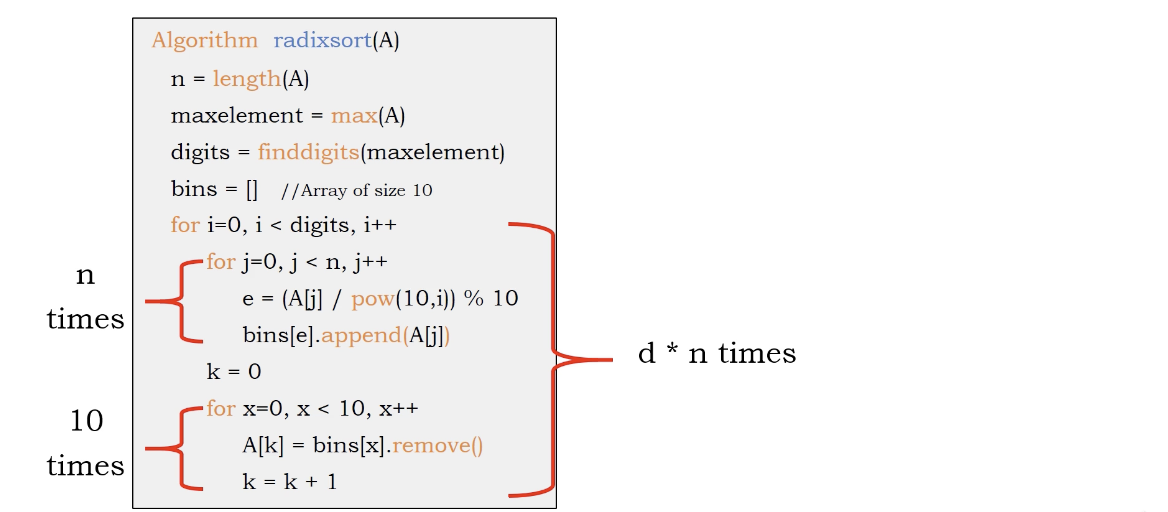 Algorithm radixsort(A)
n = length(A)
maxelement = max(A)
digits = finddigits(maxelement)
bins = [] //Array of size 10
for i=0, i < digits, i++
for j=0, j < n, j++
e = (A[j] / pow(10,i)) % 10
bins[e].append(A[j])
k = 0
for x=0, x < 10, x++
A[k] = bins[x].remove()
k = k + 1
n
times
10
times
d * n times